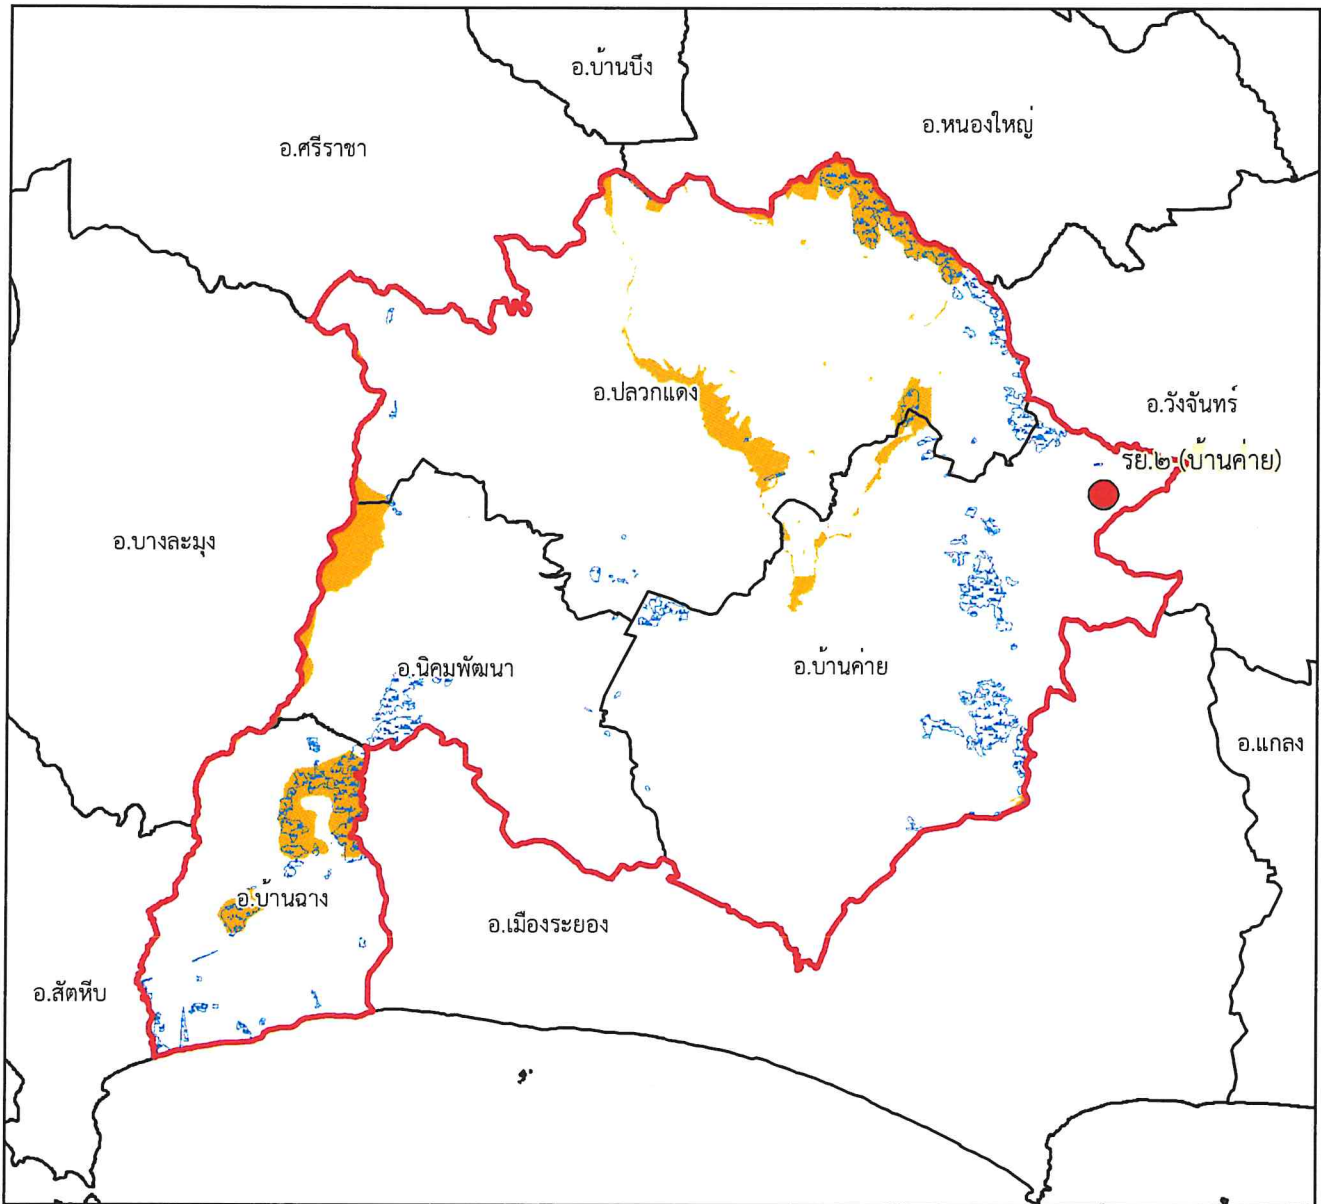 อ.บ้านบึง
อ.หนองใหญ่
อ.ศรีราชา
อ.ปลวกแดง
อ.วังจันทร์
รย.๒ (บ้านค่าย)
อ.บางละมุง
อ.นิคมพัฒนา
อ.บ้านค่าย
อ.แกลง
อ.บ้านฉาง
อ.เมืองระยอง
อ.สัตหีบ